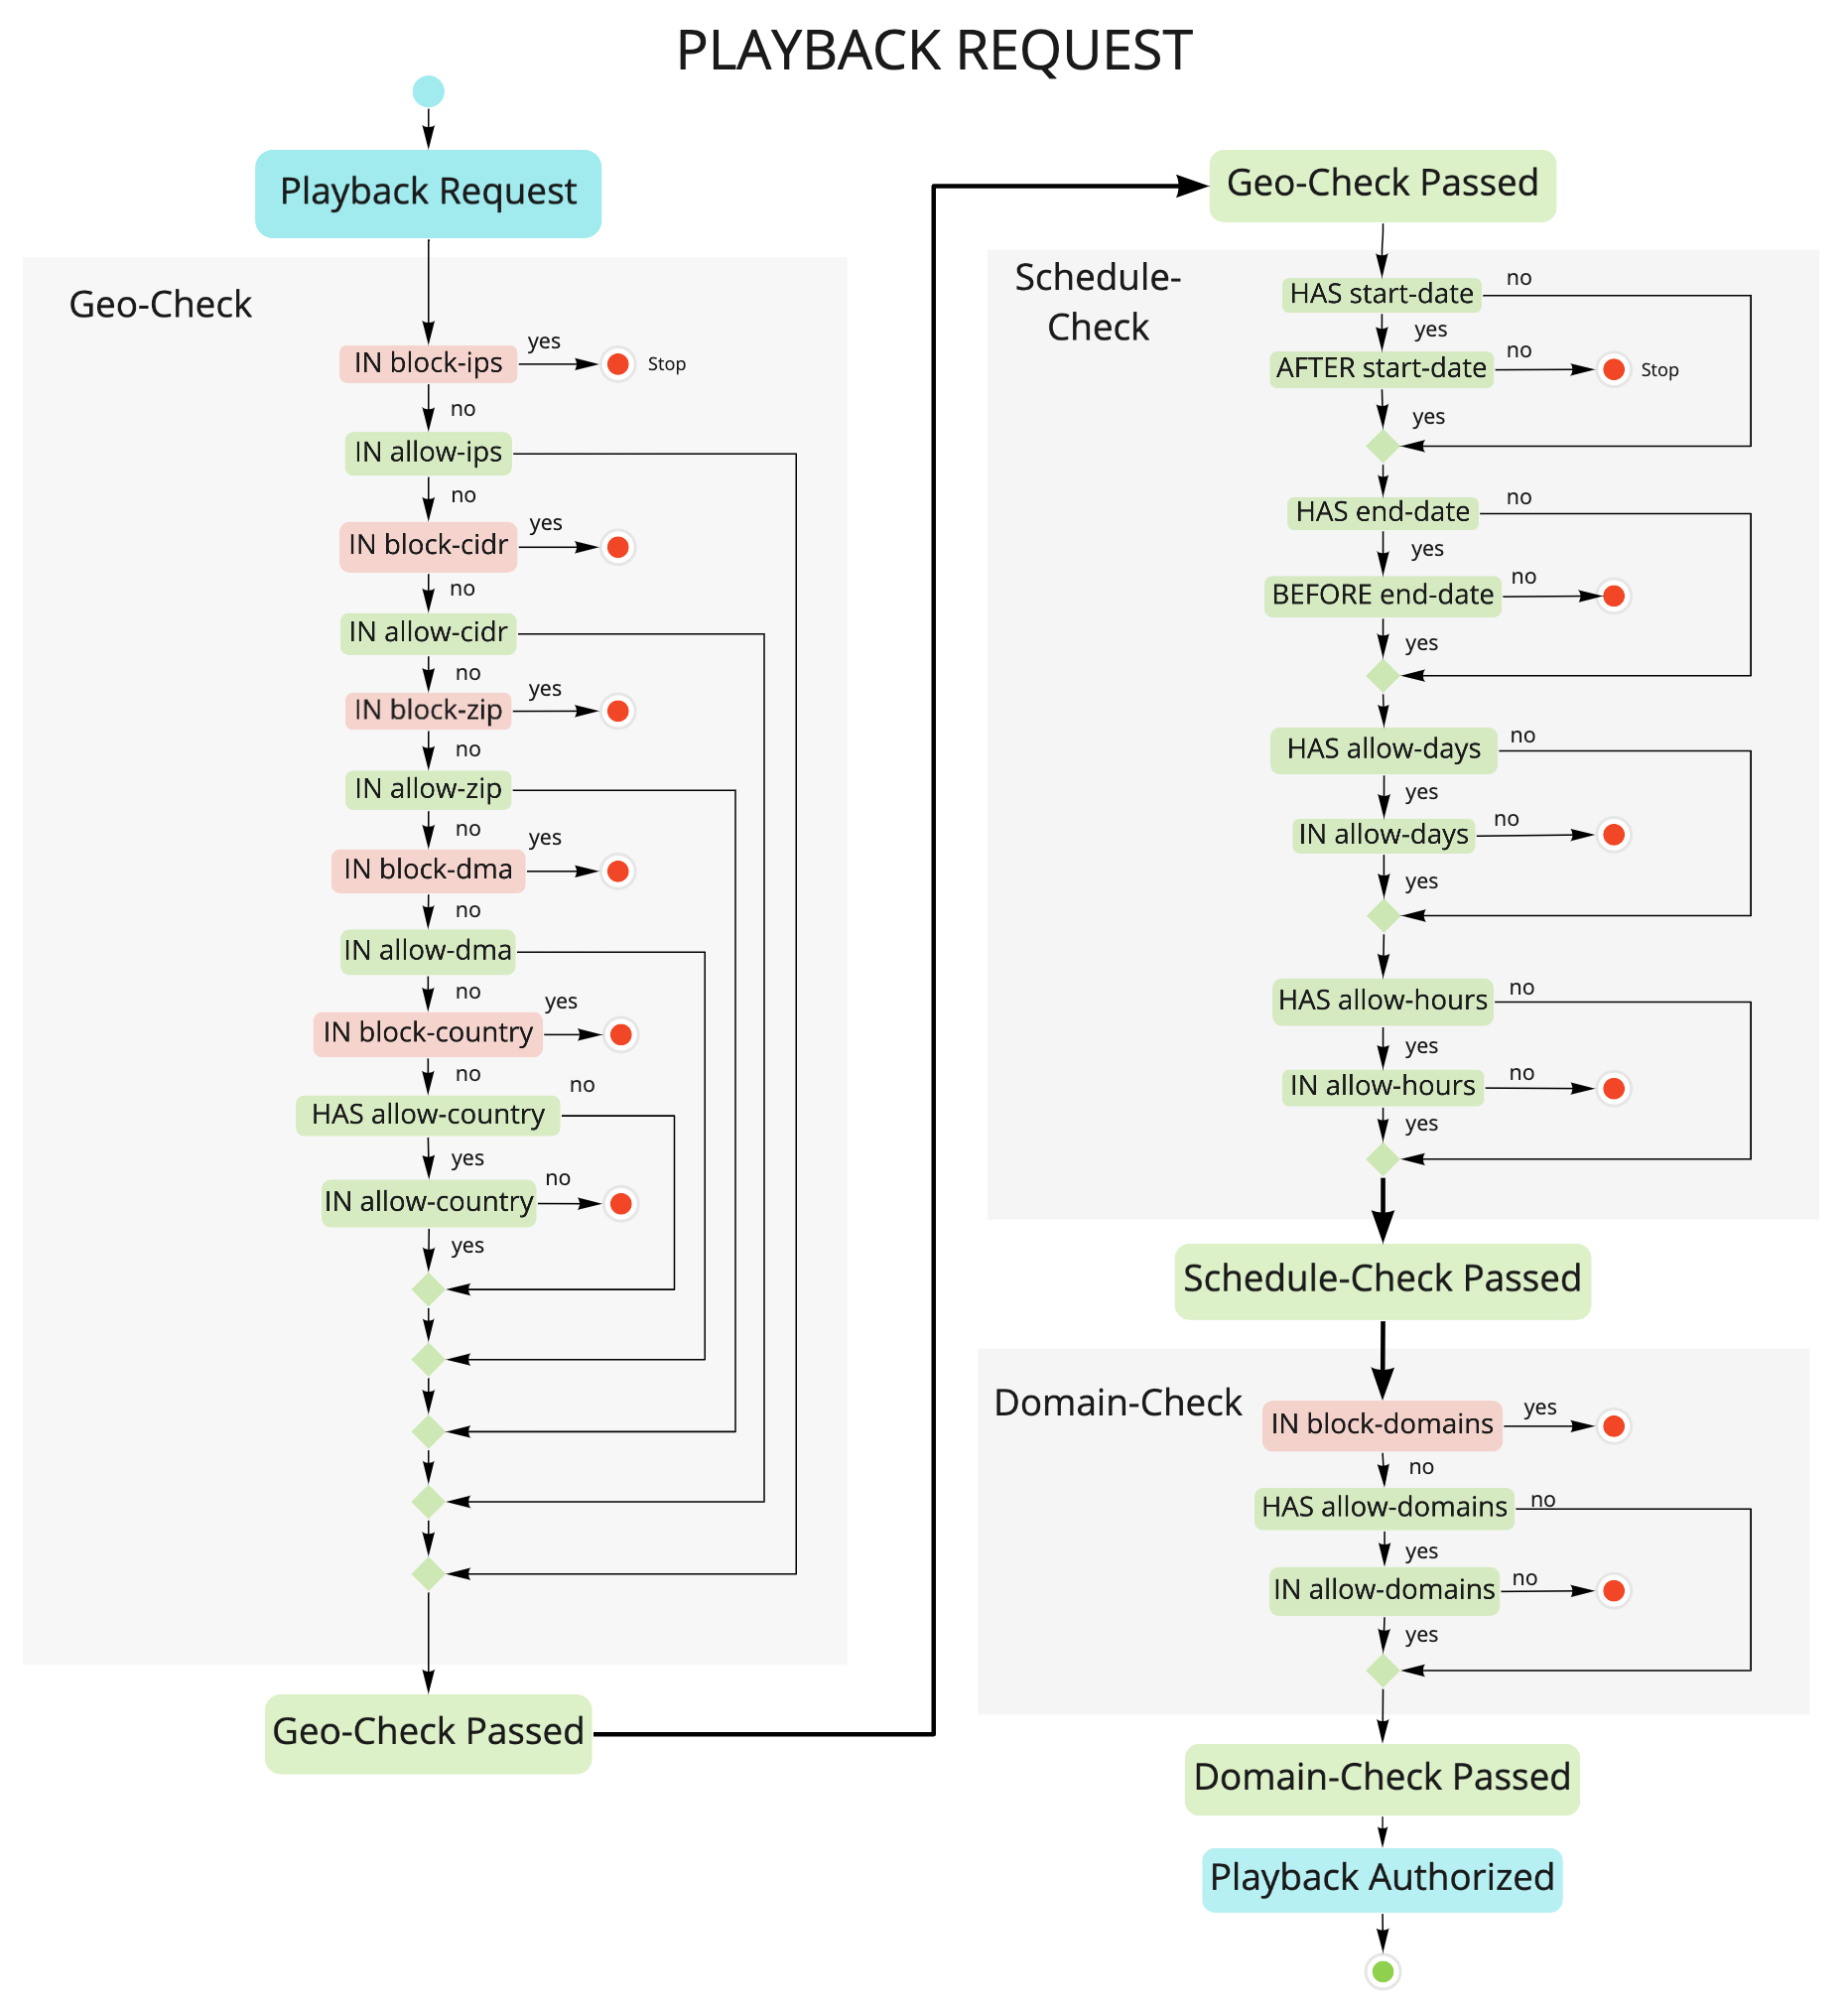 PLAYBACK REQUEST
Playback Request
Geo-Check
IN block-ips
yes
Stop
no
IN allow-ips
no
IN block-cidr
yes
no
IN allow-cidr
no
IN block-zip
yes
no
IN allow-zip
no
IN block-dma
yes
no
IN allow-dma
no
IN block-country
yes
no
HAS allow-country
no
yes
IN allow-country
no
yes
Geo-Check Passed
Geo-Check Passed
Schedule-
Check
HAS start-date
no
yes
AFTER start-date
no
Stop
yes
HAS end-date
no
yes
BEFORE end-date
no
yes
HAS allow-days
no
yes
IN allow-days
no
yes
HAS allow-hours
no
yes
IN allow-hours
no
yes
Schedule-Check Passed
Domain-Check
IN block-domains
yes
no
HAS allow-domains
no
yes
IN allow-domains
no
yes
Domain-Check Passed
Playback Authorized